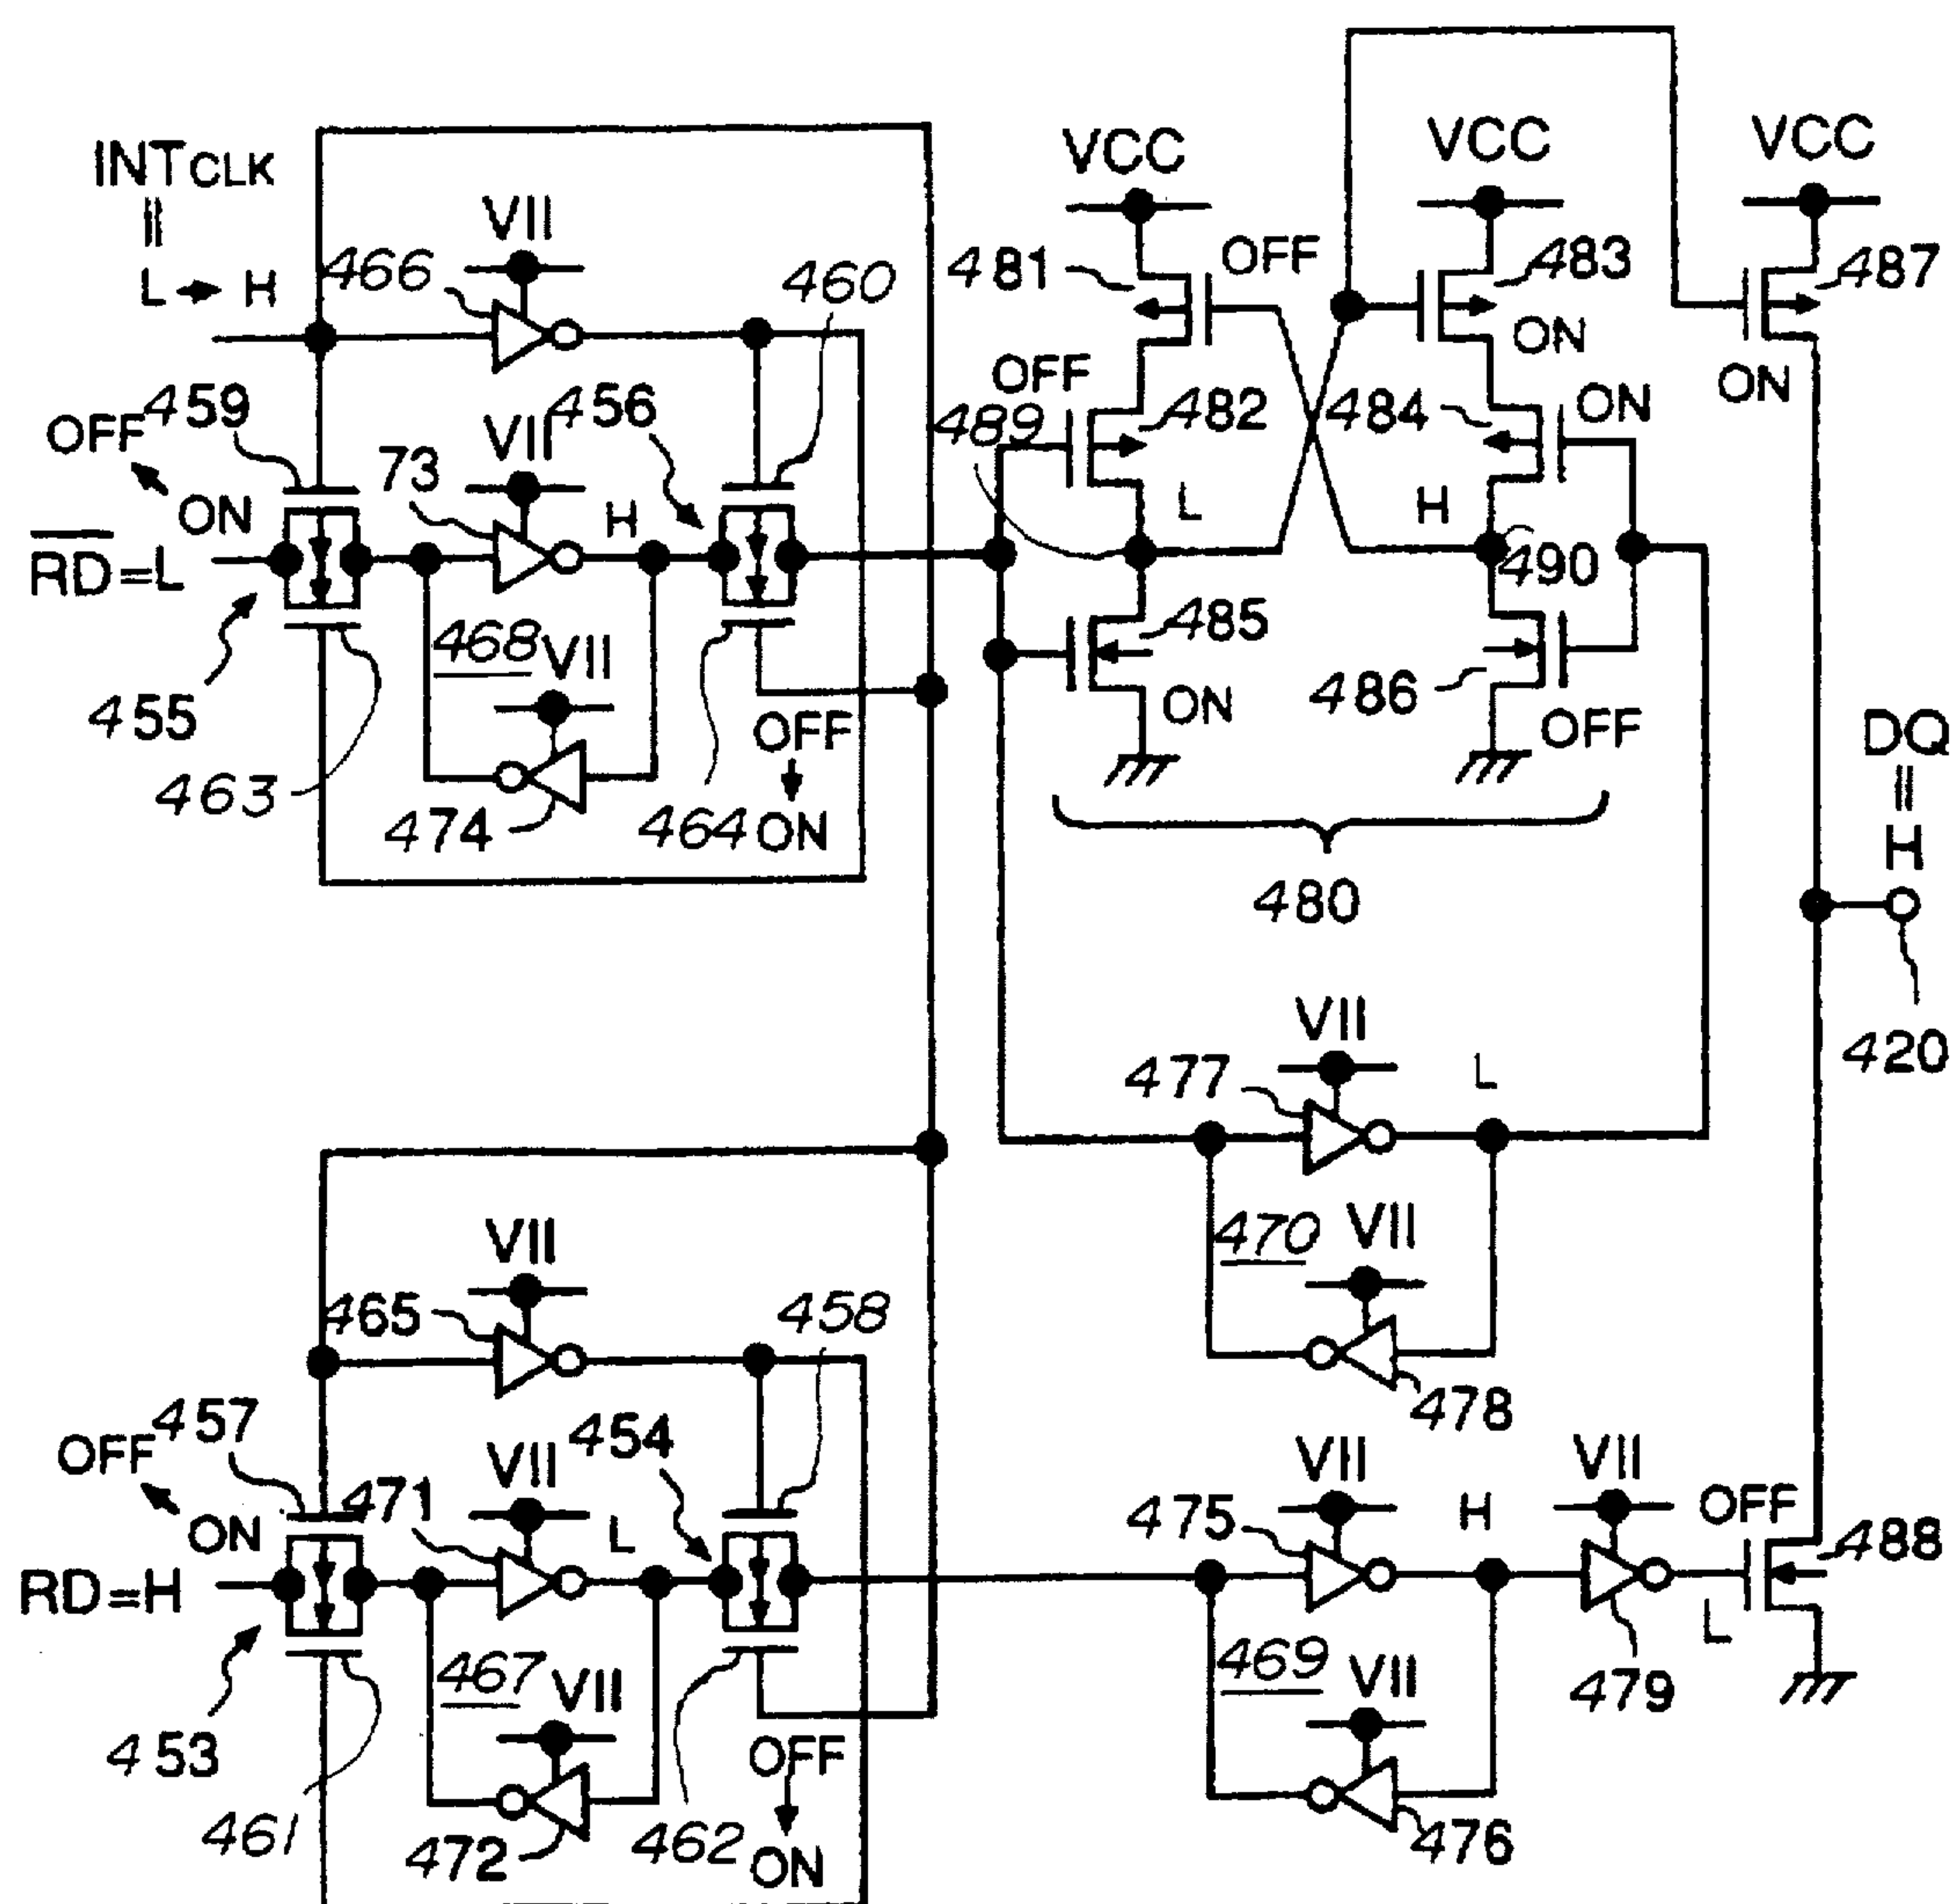 VCC
VCC
VCC
INTCLK
||
L → H
VII
466
460
481
OFF
483
487
ON
ON
OFF
459
OFF
ON
VII
456
73
489
482
484
ON
H
L
H
490
R̅D̅=L
468
VII
485
486
ON
OFF
455
463
474
464
OFF
ON
DQ
||
H
480
420
VII
477
L
VII
465
458
470
VII
478
457
OFF
ON
471
VII
454
L
RD=H
VII
475
H
VII
OFF
488
L
467
VII
469
VII
479
453
461
472
462
OFF
ON
476